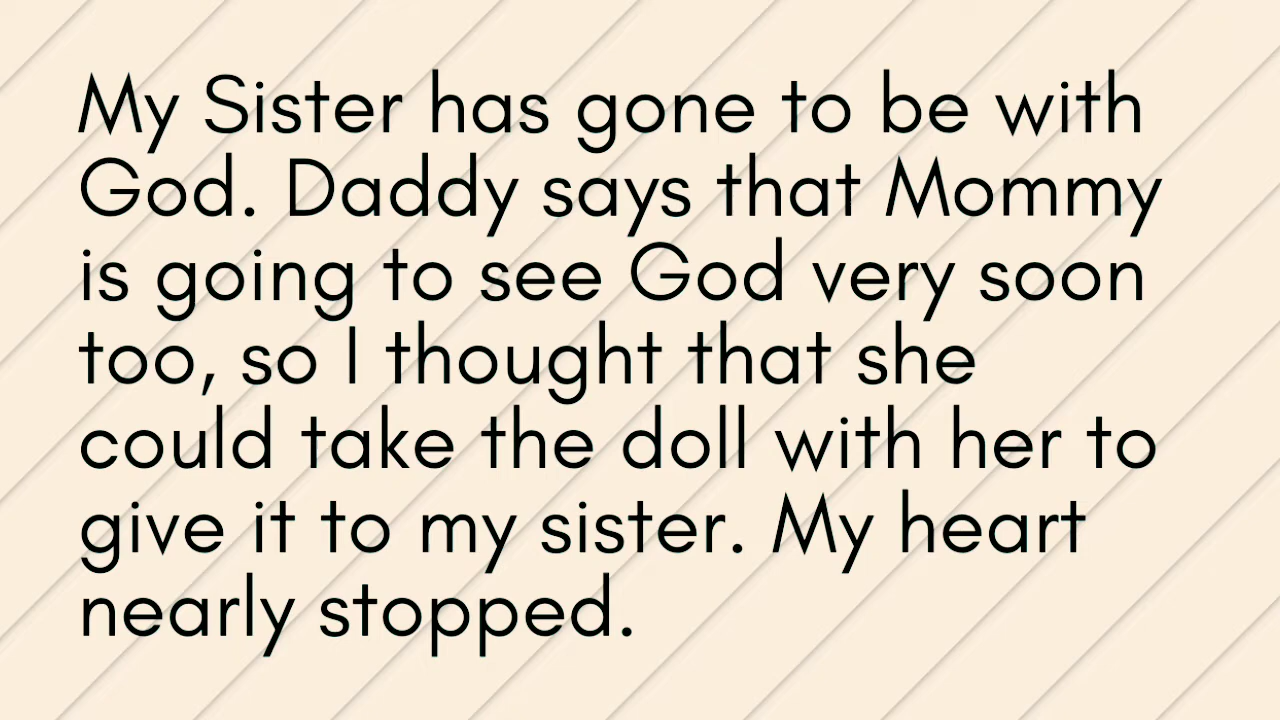 My Sister has gone to be with
God. Daddy says that Mommy
is going to see God very soon
too, so I thought that she
could take the doll with her to
give it to my sister. My heart
nearly stopped.